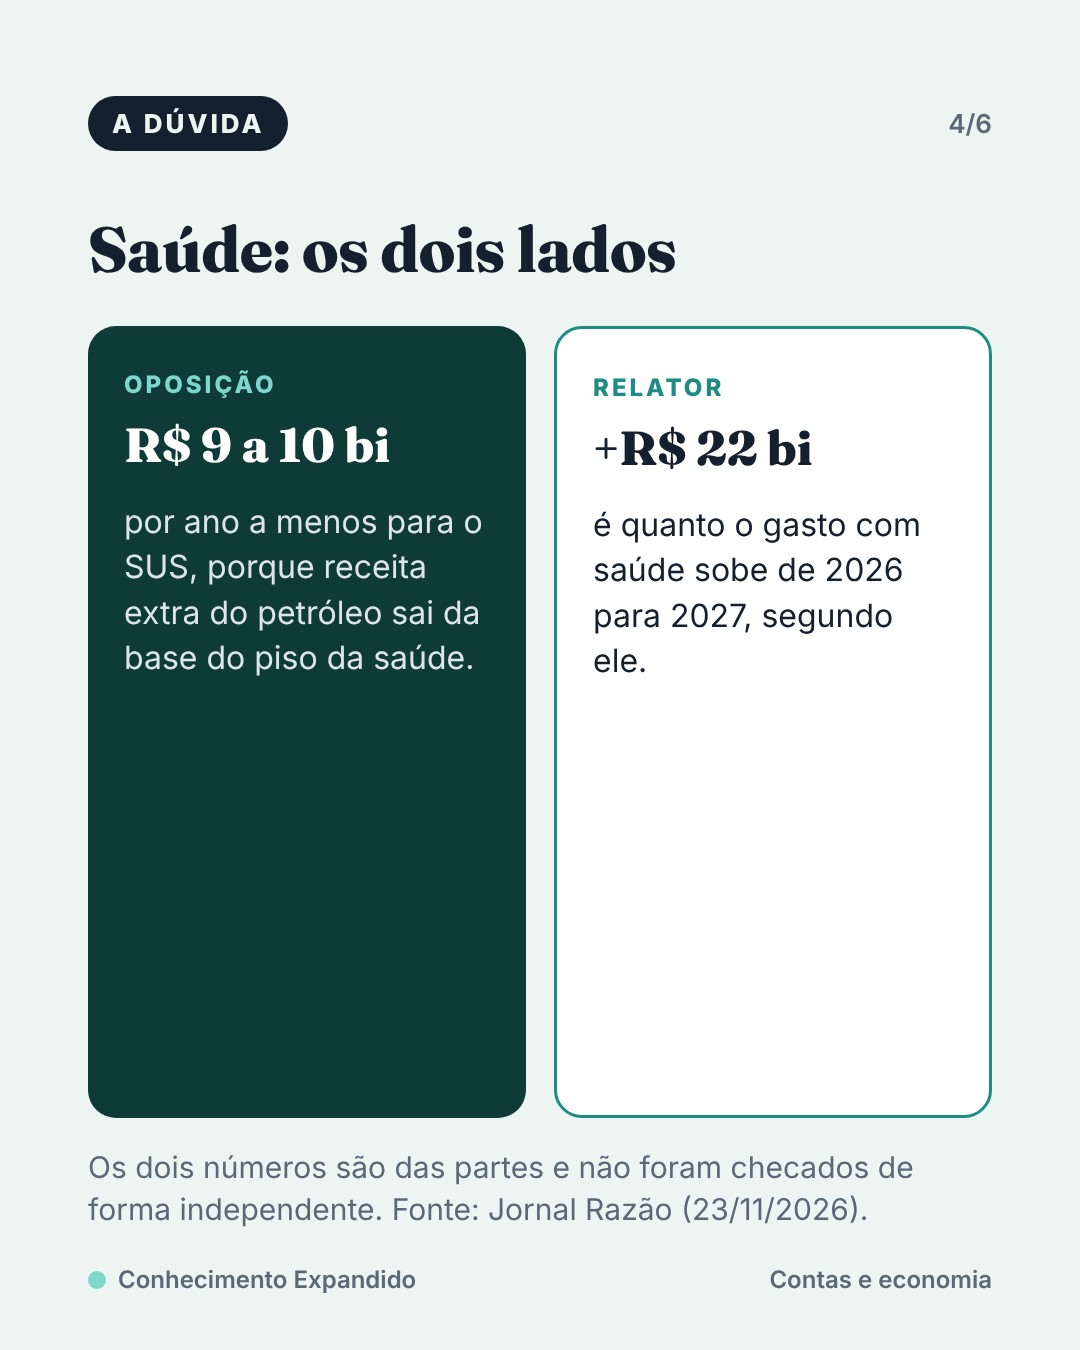 A DÚVIDA
4/6
Saúde: os dois lados
OPOSIÇÃO
R$ 9 a 10 bi
por ano a menos para o
SUS, porque receita
extra do petróleo sai da
base do piso da saúde.
RELATOR
+R$ 22 bi
é quanto o gasto com
saúde sobe de 2026
para 2027, segundo
ele.
Os dois números são das partes e não foram checados de
forma independente. Fonte: Jornal Razão (23/11/2026).
Conhecimento Expandido
Contas e economia